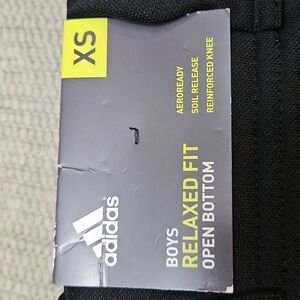 XS
AEROREADY
SOIL RELEASE
REINFORCED KNEE
adidas
BOYS
RELAXED FIT
OPEN BOTTOM